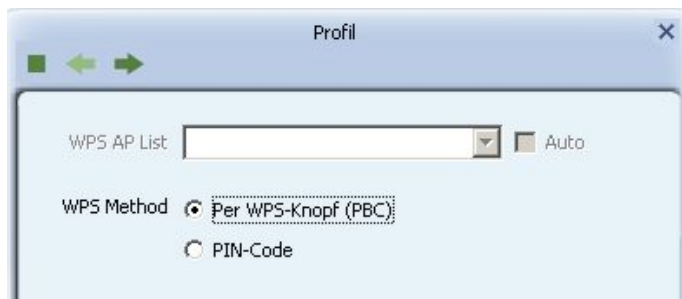 Profil
WPS AP List
Auto
WPS Method
Per WPS-Knopf (PBC)
PIN-Code